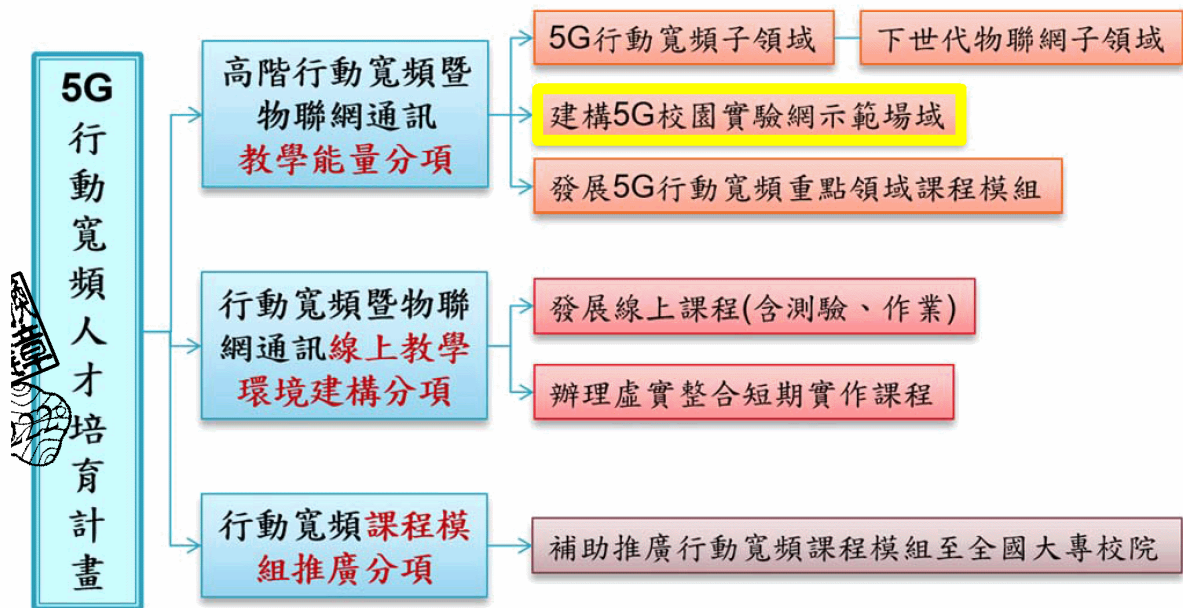 5G
行動寬頻人才培育計畫
高階行動寬頻暨
物聯網通訊
教學能量分項
5G行動寬頻子領域
下世代物聯網子領域
建構5G校園實驗網示範場域
發展5G行動寬頻重點領域課程模組
行動寬頻暨物聯
網通訊線上教學
環境建構分項
發展線上課程(含測驗、作業)
辦理虛實整合短期實作課程
行動寬頻課程模
組推廣分項
補助推廣行動寬頻課程模組至全國大專校院